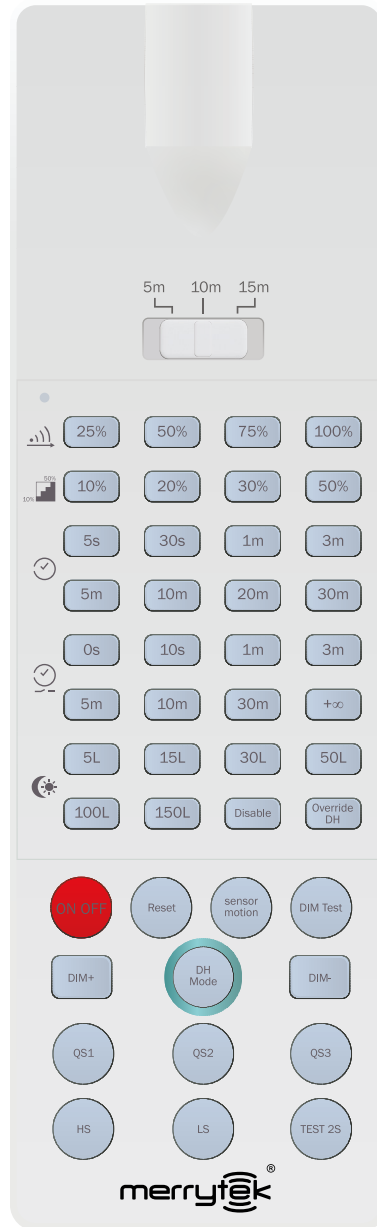 5m 10m 15m
25% 50% 75% 100%
50%
10%
10% 20% 30% 50%
5s 30s 1m 3m
5m 10m 20m 30m
0s 10s 1m 3m
5m 10m 30m +∞
5L 15L 30L 50L
100L 150L Disable Override DH
ON OFF Reset sensor motion DIM Test
DIM+ DH Mode DIM-
QS1 QS2 QS3
HS LS TEST 2S
merrytek®